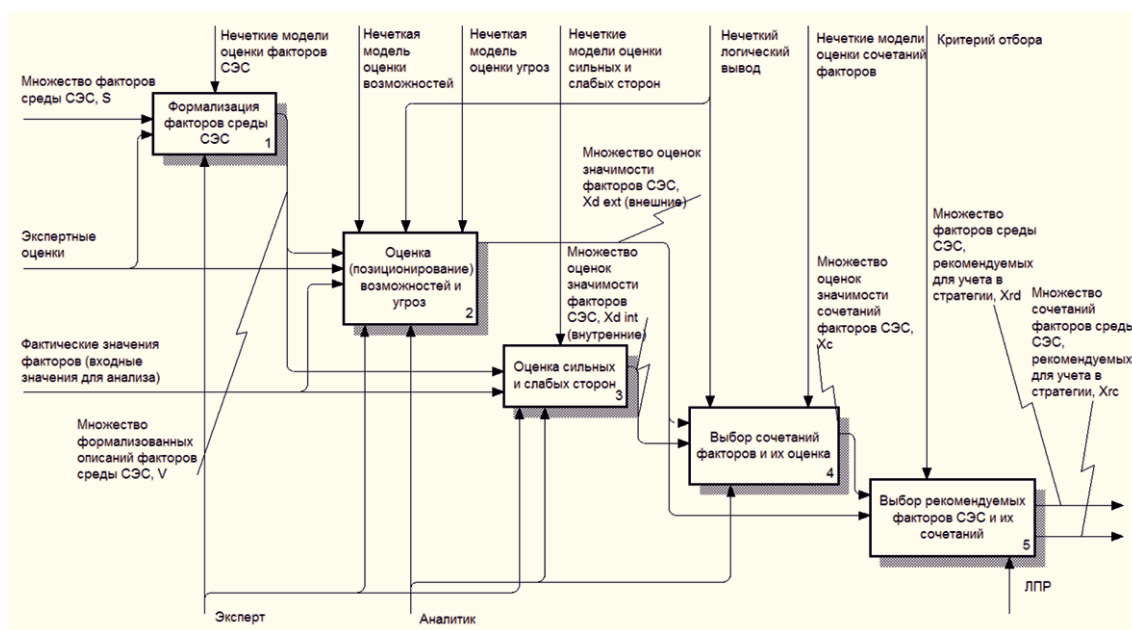 Нечеткие модели
оценки факторов
СЭС
Нечеткая
модель
оценки
возможностей
Нечеткая
модель
оценки угроз
Нечеткие
модели оценки
сильных и
слабых сторон
Нечеткий
логический
вывод
Нечеткие модели
оценки сочетаний
факторов
Критерий отбора
Множество факторов
среды СЭС, S
Формализация
факторов среды
СЭС
1
Множество оценок
значимости
факторов СЭС,
Xd ext (внешние)
Экспертные
оценки
Оценка
(позиционирование)
возможностей и
угроз
2
Множество
оценок
значимости
факторов
СЭС, Xd int
(внутренние)
Множество
факторов среды
СЭС,
рекомендуемых
для учета в
стратегии, Xrd
Множество
оценок
значимости
сочетаний
факторов СЭС,
Xc
Множество
сочетаний
факторов среды
СЭС,
рекомендуемых
для учета в
стратегии, Xrc
Фактические значения
факторов (входные
значения для анализа)
Оценка сильных
и слабых сторон
3
Множество
формализованных
описаний факторов
среды СЭС, V
Выбор сочетаний
факторов и их оценка
4
Выбор рекомендуемых
факторов СЭС и их
сочетаний
5
Эксперт
Аналитик
ЛПР